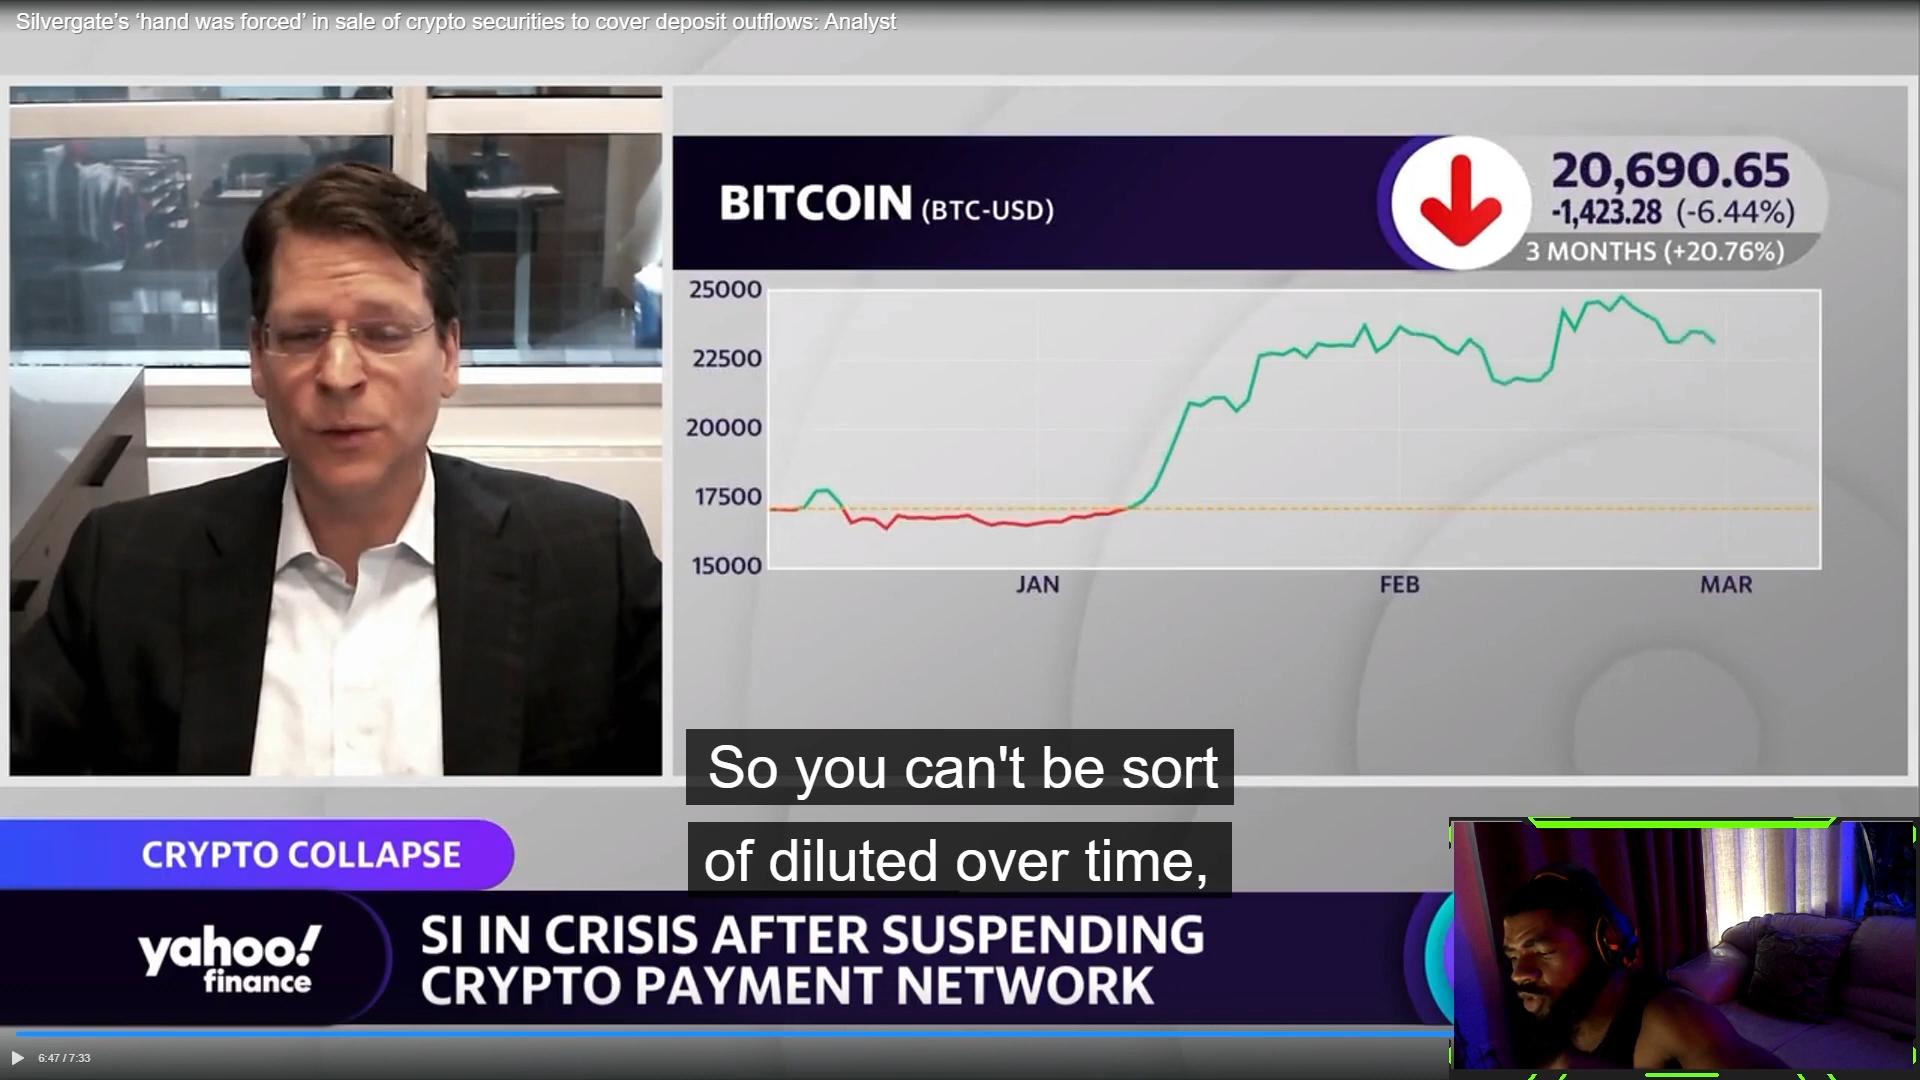 Silvergate’s ‘hand was forced’ in sale of crypto securities to cover deposit outflows: Analyst
BITCOIN (BTC-USD)
20,690.65
-1,423.28 (-6.44%)
3 MONTHS (+20.76%)
25000
22500
20000
17500
15000
JAN FEB MAR
So you can't be sort
of diluted over time,
CRYPTO COLLAPSE
yahoo!
finance
SI IN CRISIS AFTER SUSPENDING
CRYPTO PAYMENT NETWORK
6:47 / 7:33